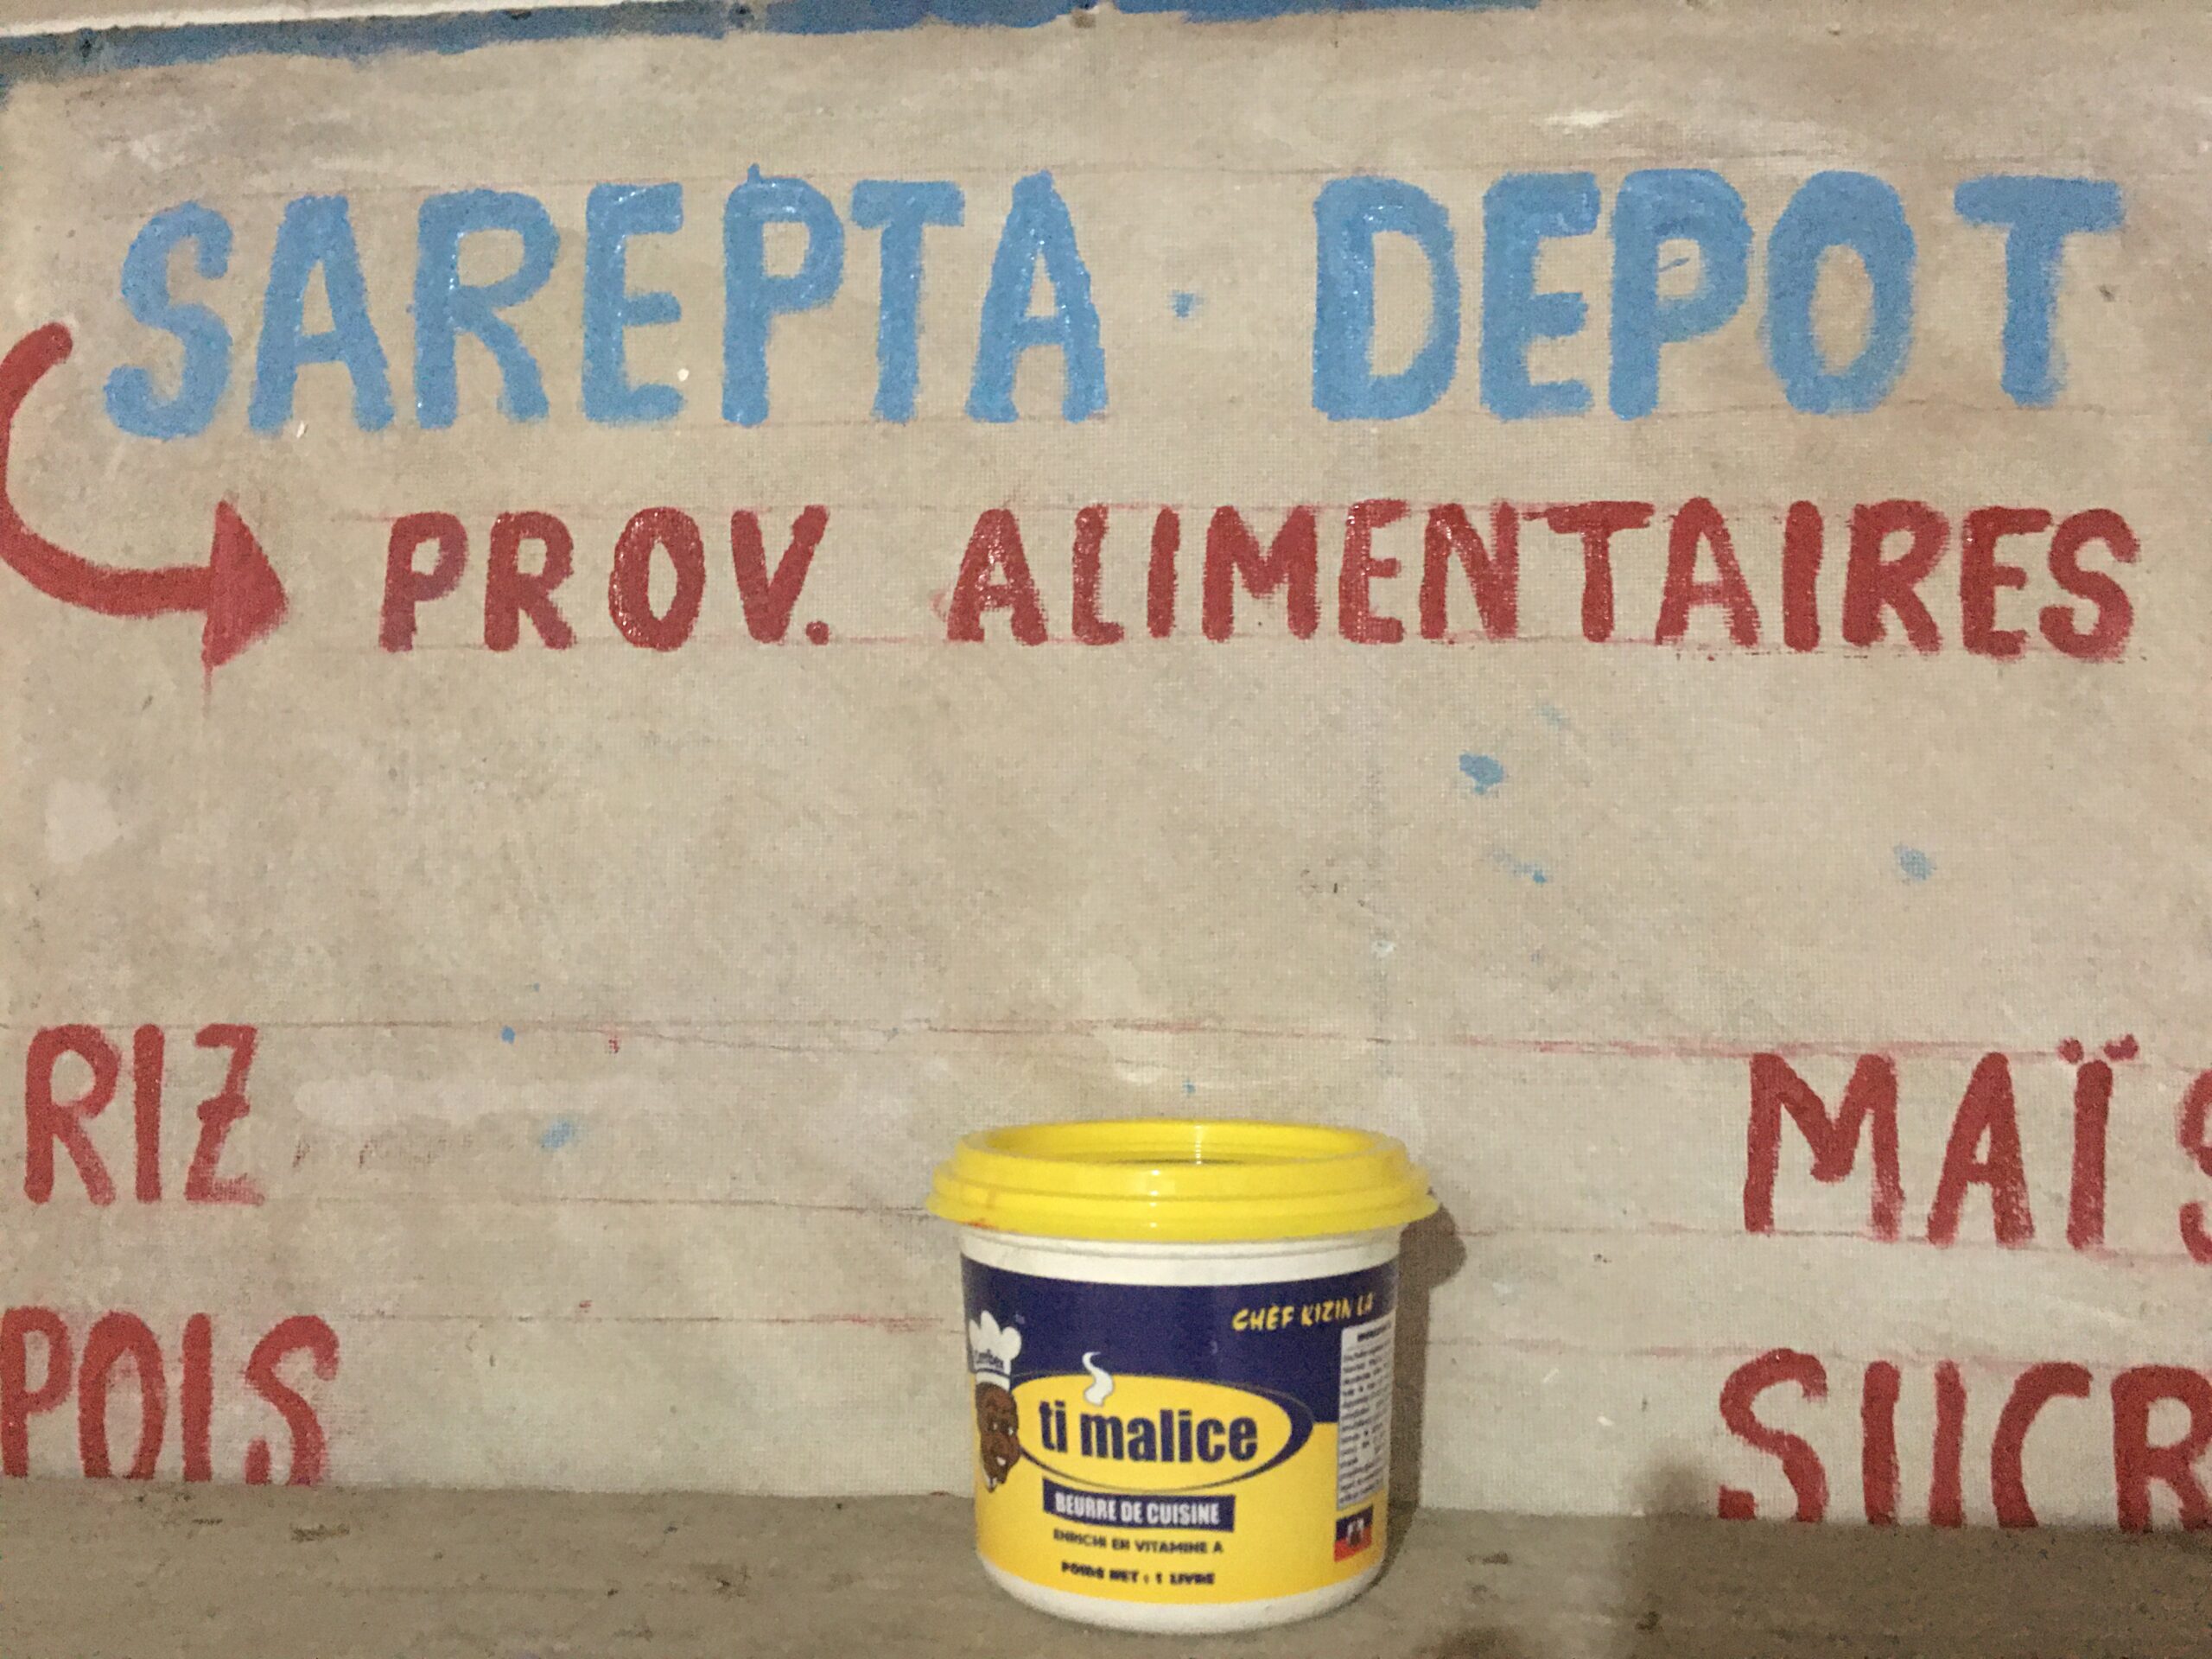 SAREPTA DEPOT
PROV. ALIMENTAIRES
RIZ
MAÏS
POIS
SUCR
CHEF KIZIN LA
ti malice
BEURRE DE CUISINE
ENRICHI EN VITAMINE A
POIDS NET : 1 LIVRE